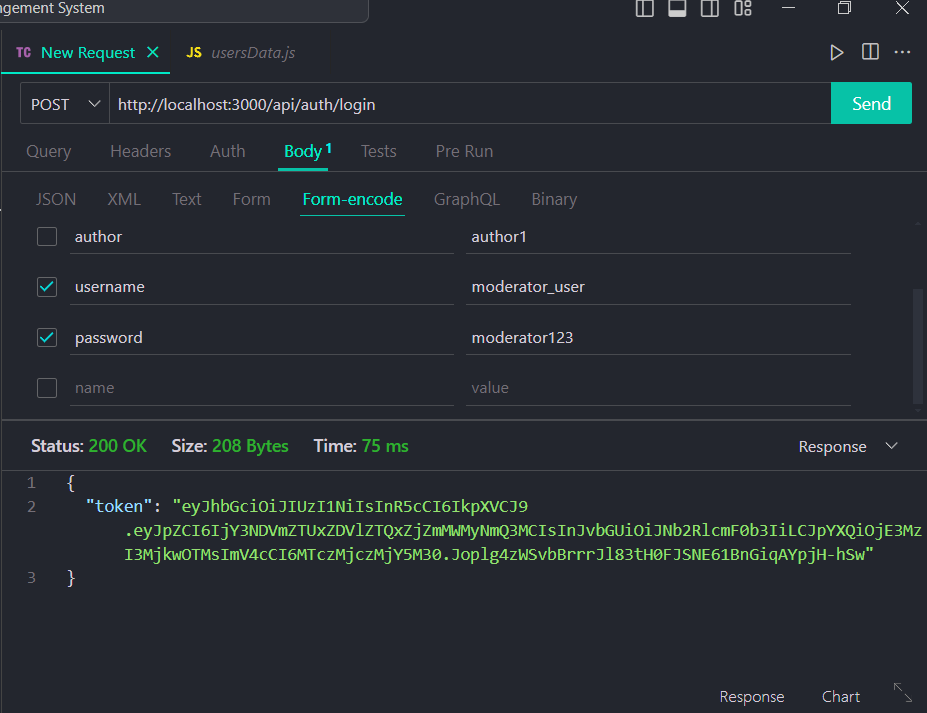 ngement System
TC New Request JS usersData.js
POST http://localhost:3000/api/auth/login Send
Query Headers Auth Body 1 Tests Pre Run
JSON XML Text Form Form-encode GraphQL Binary
author author1
username moderator_user
password moderator123
name value
Status: 200 OK Size: 208 Bytes Time: 75 ms Response
1 {
2 "token": "eyJhbGciOiJIUzI1NiIsInR5cCI6IkpXVCJ9
.eyJpZCI6IjY3NDVmZTUxZDVlZTQxZjZmMWMyNmQ3MCIsInJvbGUiOiJNb2RlcmF0b3IiLCJpYXQiOjE3Mz
I3MjkwOTMsImV4cCI6MTczMjczMjY5M30.Joplg4zWSvbBrrrJl83tH0FJSNE61BnGiqAYpjH-hSw"
3 }
Response Chart